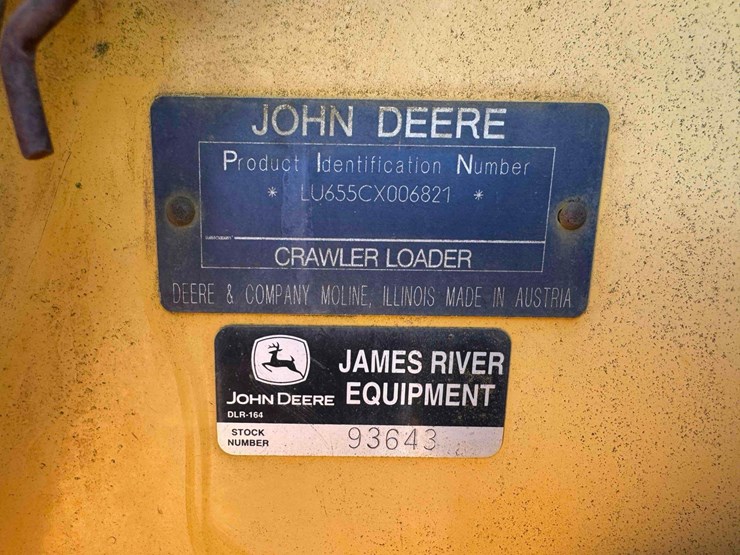 JOHN DEERE
Product Identification Number
* LU655CX006821 *
CRAWLER LOADER
DEERE & COMPANY MOLINE, ILLINOIS MADE IN AUSTRIA
JAMES RIVER
JOHN DEERE EQUIPMENT
DLR-164
STOCK
NUMBER 93643